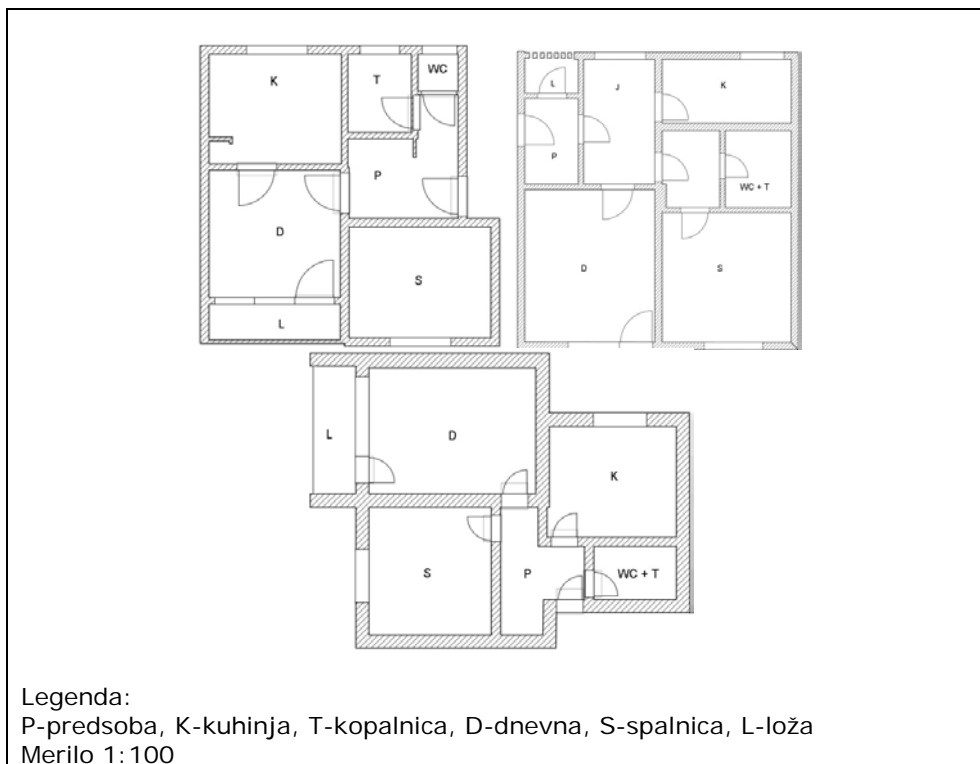 K
T
WC
P
D
S
L
L
J
K
P
WC + T
D
S
L
D
K
S
P
WC + T
Legenda:
P-predsoba, K-kuhinja, T-kopalnica, D-dnevna, S-spalnica, L-loža
Merilo 1:100